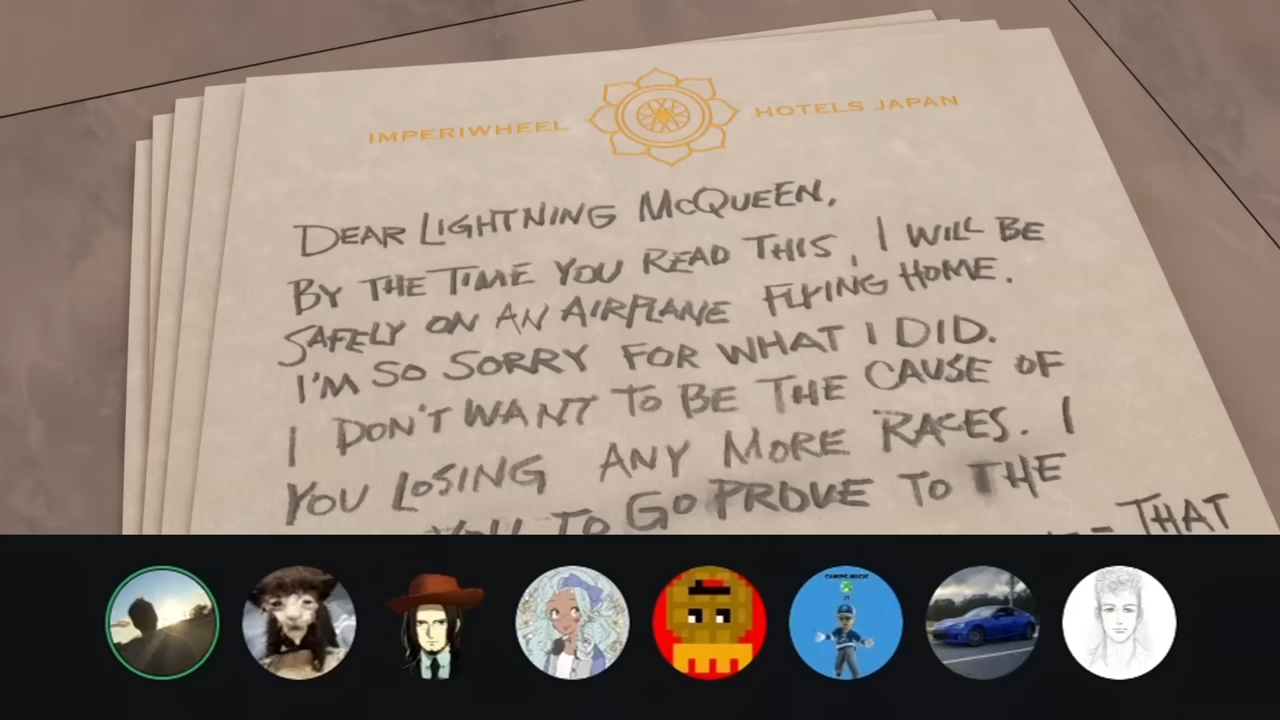 IMPERIWHEEL HOTELS JAPAN
DEAR LIGHTNING McQUEEN,
BY THE TIME YOU READ THIS, I WILL BE
SAFELY ON AN AIRPLANE FLYING HOME.
I'M SO SORRY FOR WHAT I DID.
I DON'T WANT TO BE THE CAUSE OF
YOU LOSING ANY MORE RACES. I
YOU TO GO PROVE TO THE
- THAT